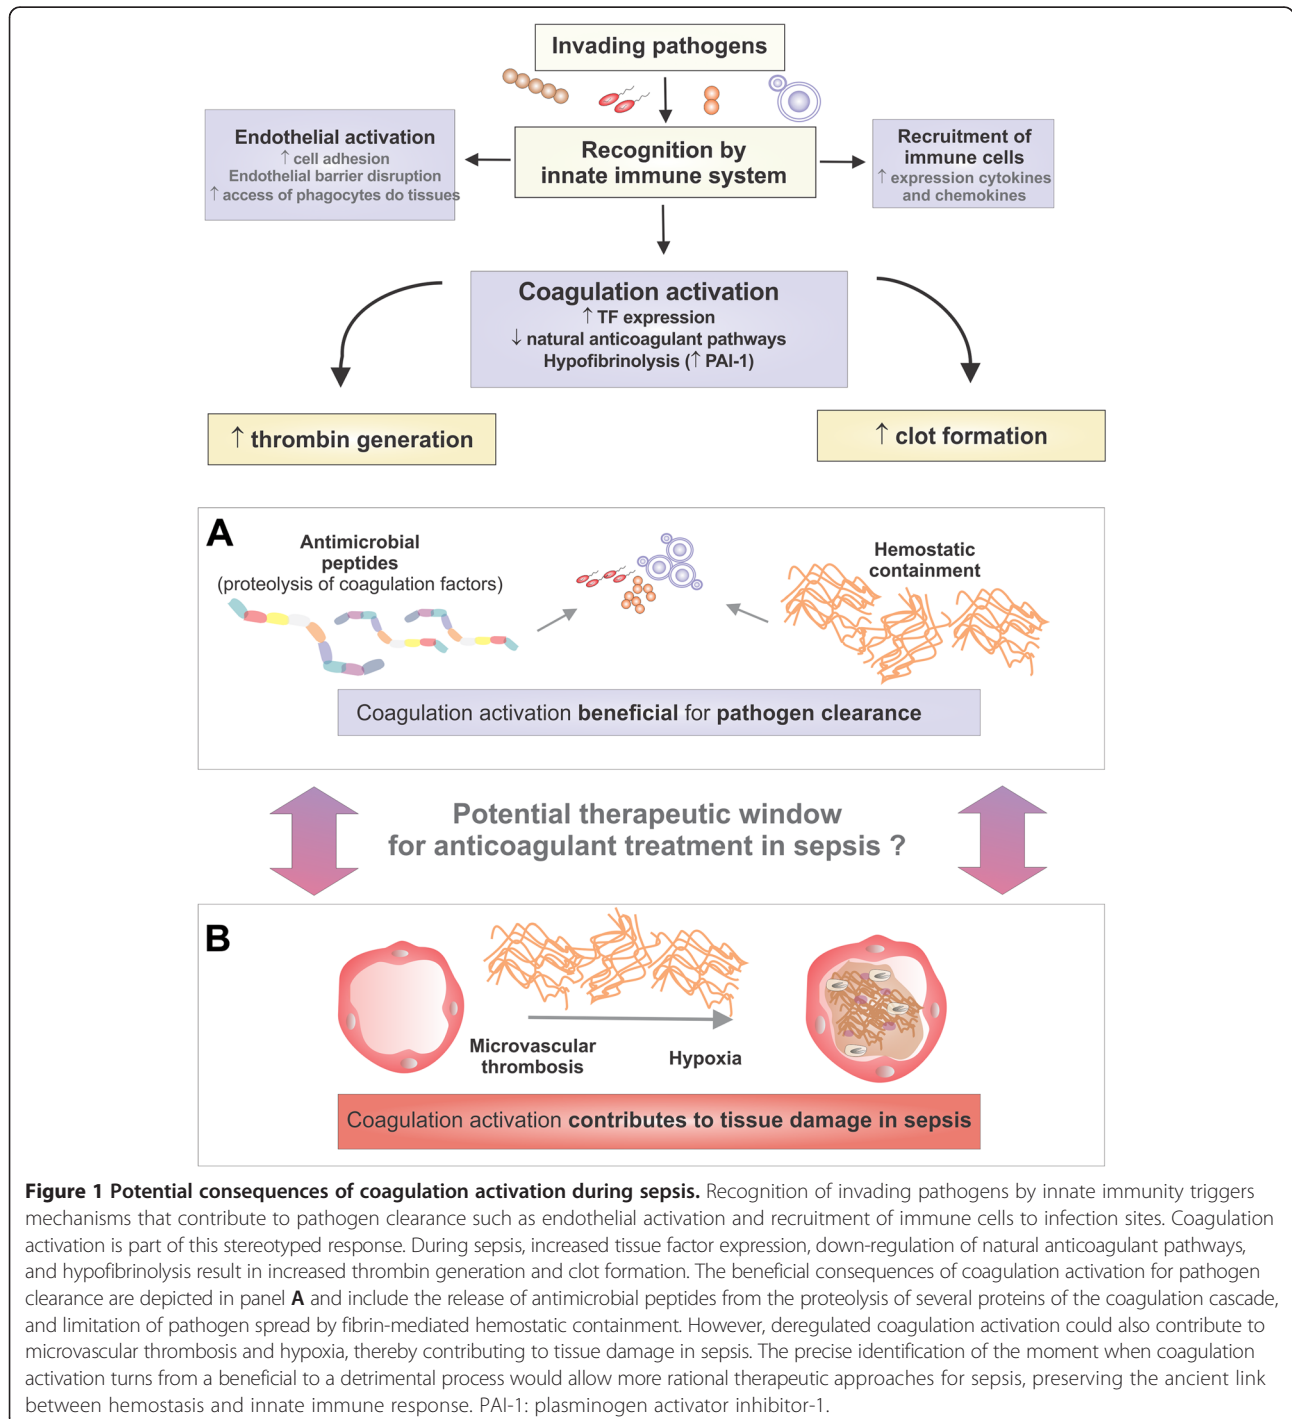 Invading pathogens
Endothelial activation
↑ cell adhesion
Endothelial barrier disruption
↑ access of phagocytes do tissues
Recognition by
innate immune system
Recruitment of
immune cells
↑ expression cytokines
and chemokines
Coagulation activation
↑ TF expression
↓ natural anticoagulant pathways
Hypofibrinolysis (↑ PAI-1)
↑ thrombin generation
↑ clot formation
A
Antimicrobial
peptides
(proteolysis of coagulation factors)
Hemostatic
containment
Coagulation activation beneficial for pathogen clearance
Potential therapeutic window
for anticoagulant treatment in sepsis ?
B
Microvascular
thrombosis
Hypoxia
Coagulation activation contributes to tissue damage in sepsis
Figure 1 Potential consequences of coagulation activation during sepsis. Recognition of invading pathogens by innate immunity triggers
mechanisms that contribute to pathogen clearance such as endothelial activation and recruitment of immune cells to infection sites. Coagulation
activation is part of this stereotyped response. During sepsis, increased tissue factor expression, down-regulation of natural anticoagulant pathways,
and hypofibrinolysis result in increased thrombin generation and clot formation. The beneficial consequences of coagulation activation for pathogen
clearance are depicted in panel A and include the release of antimicrobial peptides from the proteolysis of several proteins of the coagulation cascade,
and limitation of pathogen spread by fibrin-mediated hemostatic containment. However, deregulated coagulation activation could also contribute to
microvascular thrombosis and hypoxia, thereby contributing to tissue damage in sepsis. The precise identification of the moment when coagulation
activation turns from a beneficial to a detrimental process would allow more rational therapeutic approaches for sepsis, preserving the ancient link
between hemostasis and innate immune response. PAI-1: plasminogen activator inhibitor-1.